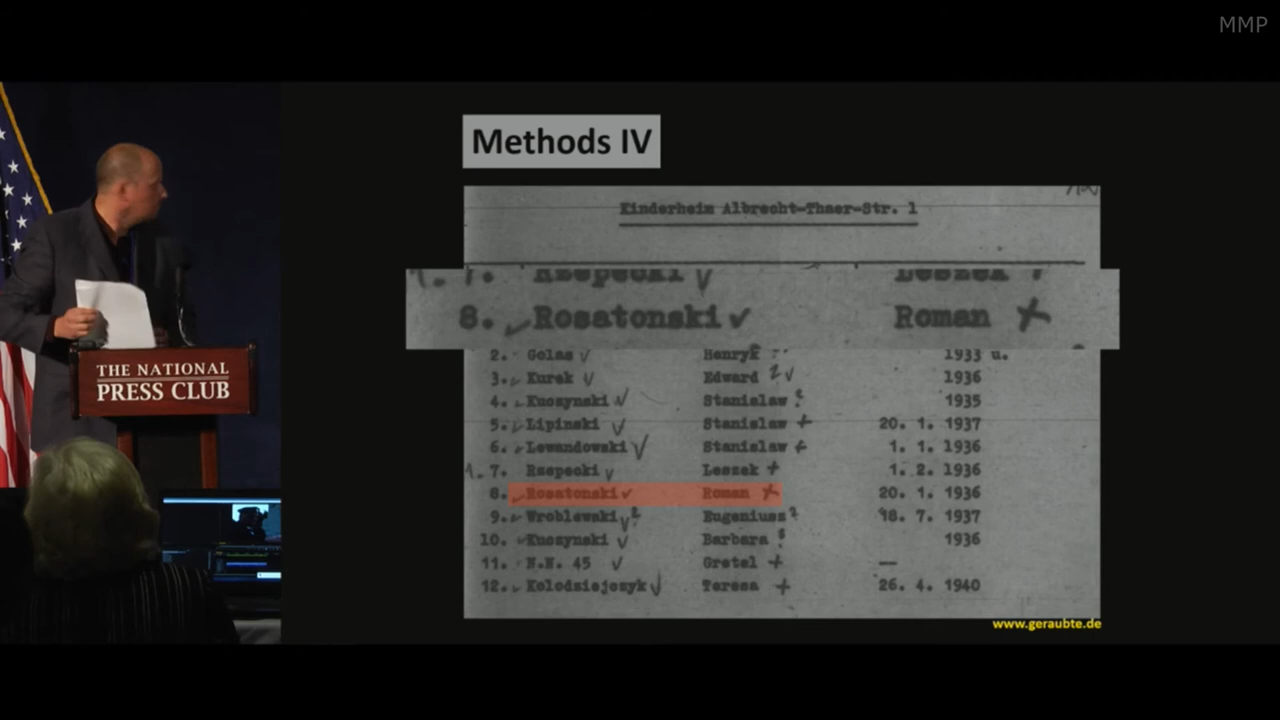 MMP
Methods IV
Kinderheim Albrecht-Thaer-Str. 1
7. Rzepecki Leszek
8. Rosatonski Roman
2. Golas Henryk 1933 u.
3. Kurek Edward 1936
4. Kuczynski Stanislaw 1935
5. Lipinski Stanislaw 20. 1. 1937
6. Lewandowski Stanislaw 1. 1. 1936
7. Rzepecki Leszek 1. 2. 1936
8. Rosatonski Roman 20. 1. 1936
9. Wroblewski Eugeniusz 18. 7. 1937
10. Kuczynski Barbara 1936
11. N.N. 45 Gretel —
12. Kolodziejczyk Teresa 26. 4. 1940
www.geraubte.de
THE NATIONAL
PRESS CLUB